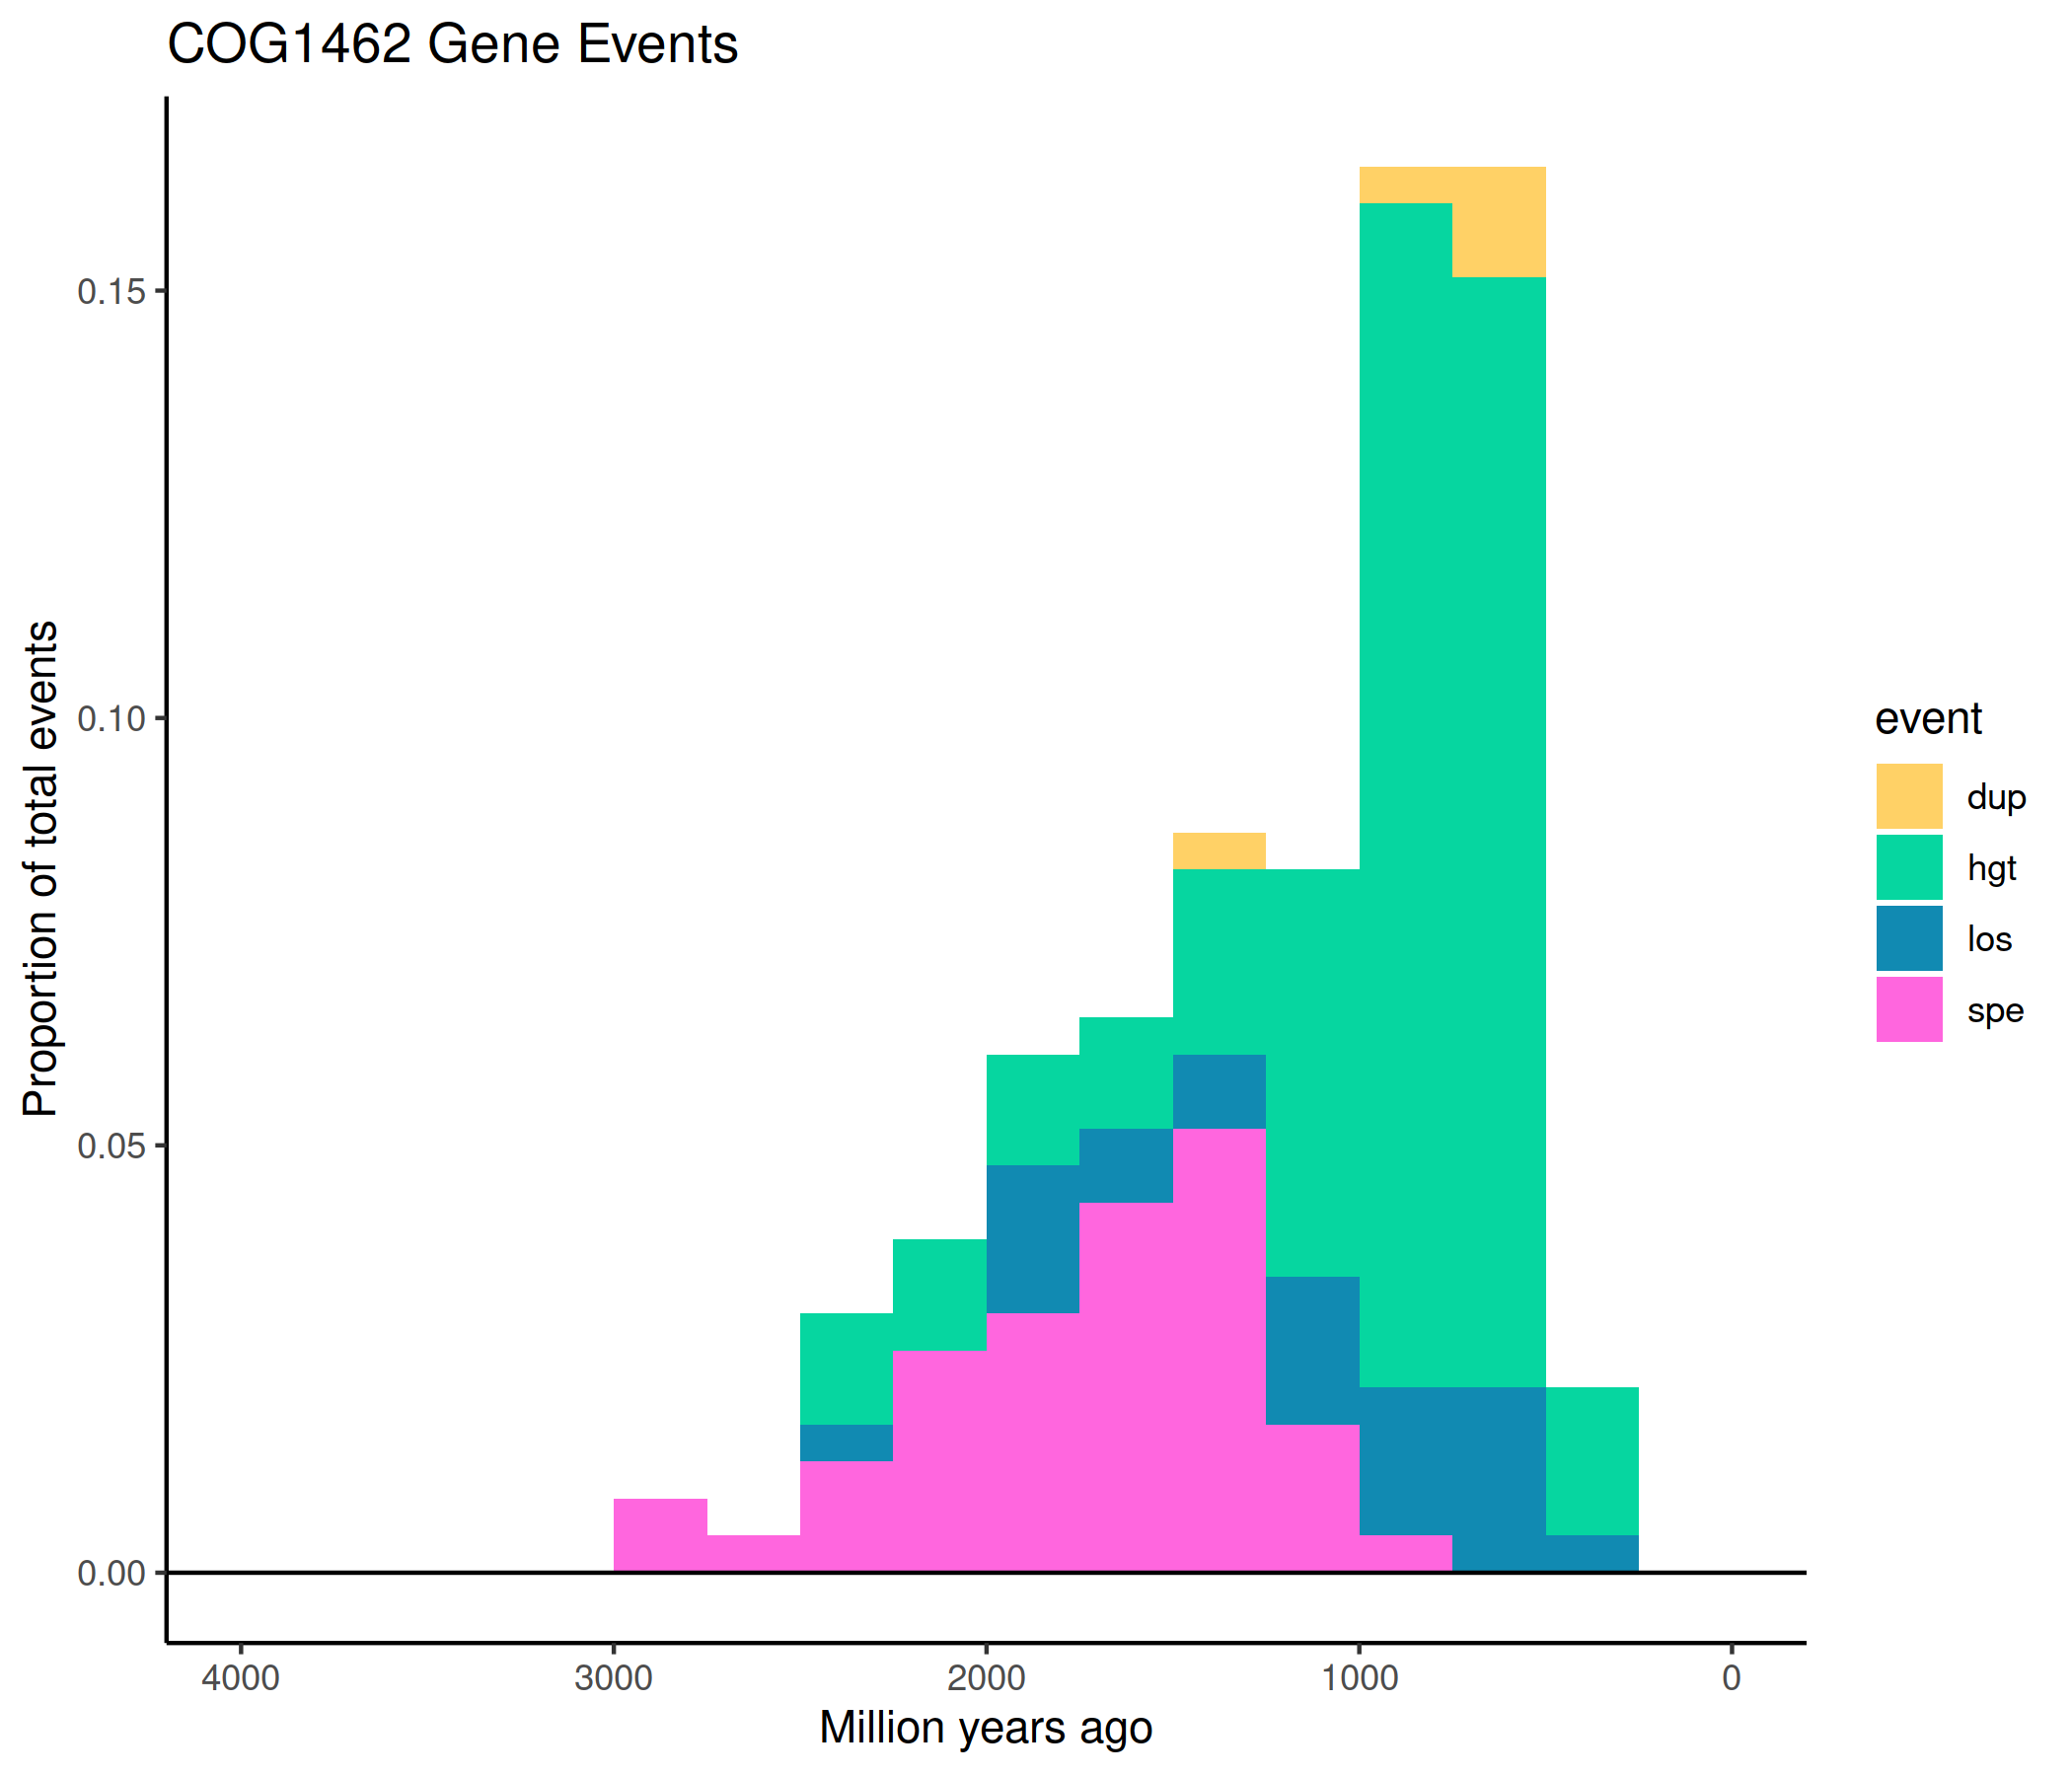 COG1462 Gene Events
Proportion of total events
0.15
0.10
0.05
0.00
4000 3000 2000 1000 0
Million years ago
event
dup
hgt
los
spe